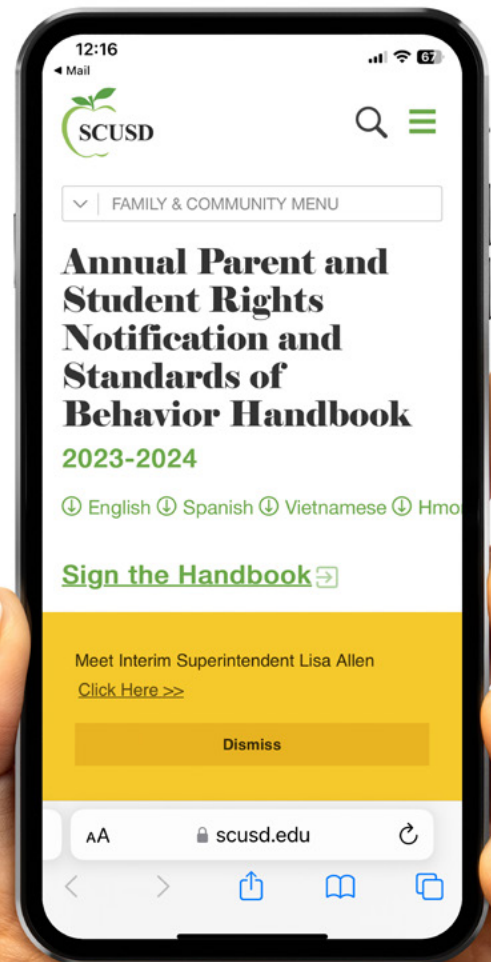 12:16
67
◄ Mail
SCUSD
FAMILY & COMMUNITY MENU
Annual Parent and
Student Rights
Notification and
Standards of
Behavior Handbook
2023-2024
English Spanish Vietnamese
Sign the Handbook
Meet Interim Superintendent Lisa Allen
Click Here >>
Dismiss
AA scusd.edu